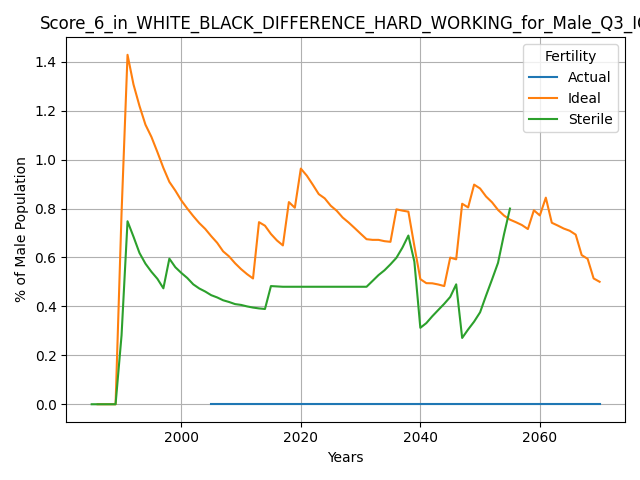 Score_6_in_WHITE_BLACK_DIFFERENCE_HARD_WORKING_for_Male_Q3_I
Fertility
Actual
Ideal
Sterile
% of Male Population
1.4
1.2
1.0
0.8
0.6
0.4
0.2
0.0
2000
2020
2040
2060
Years